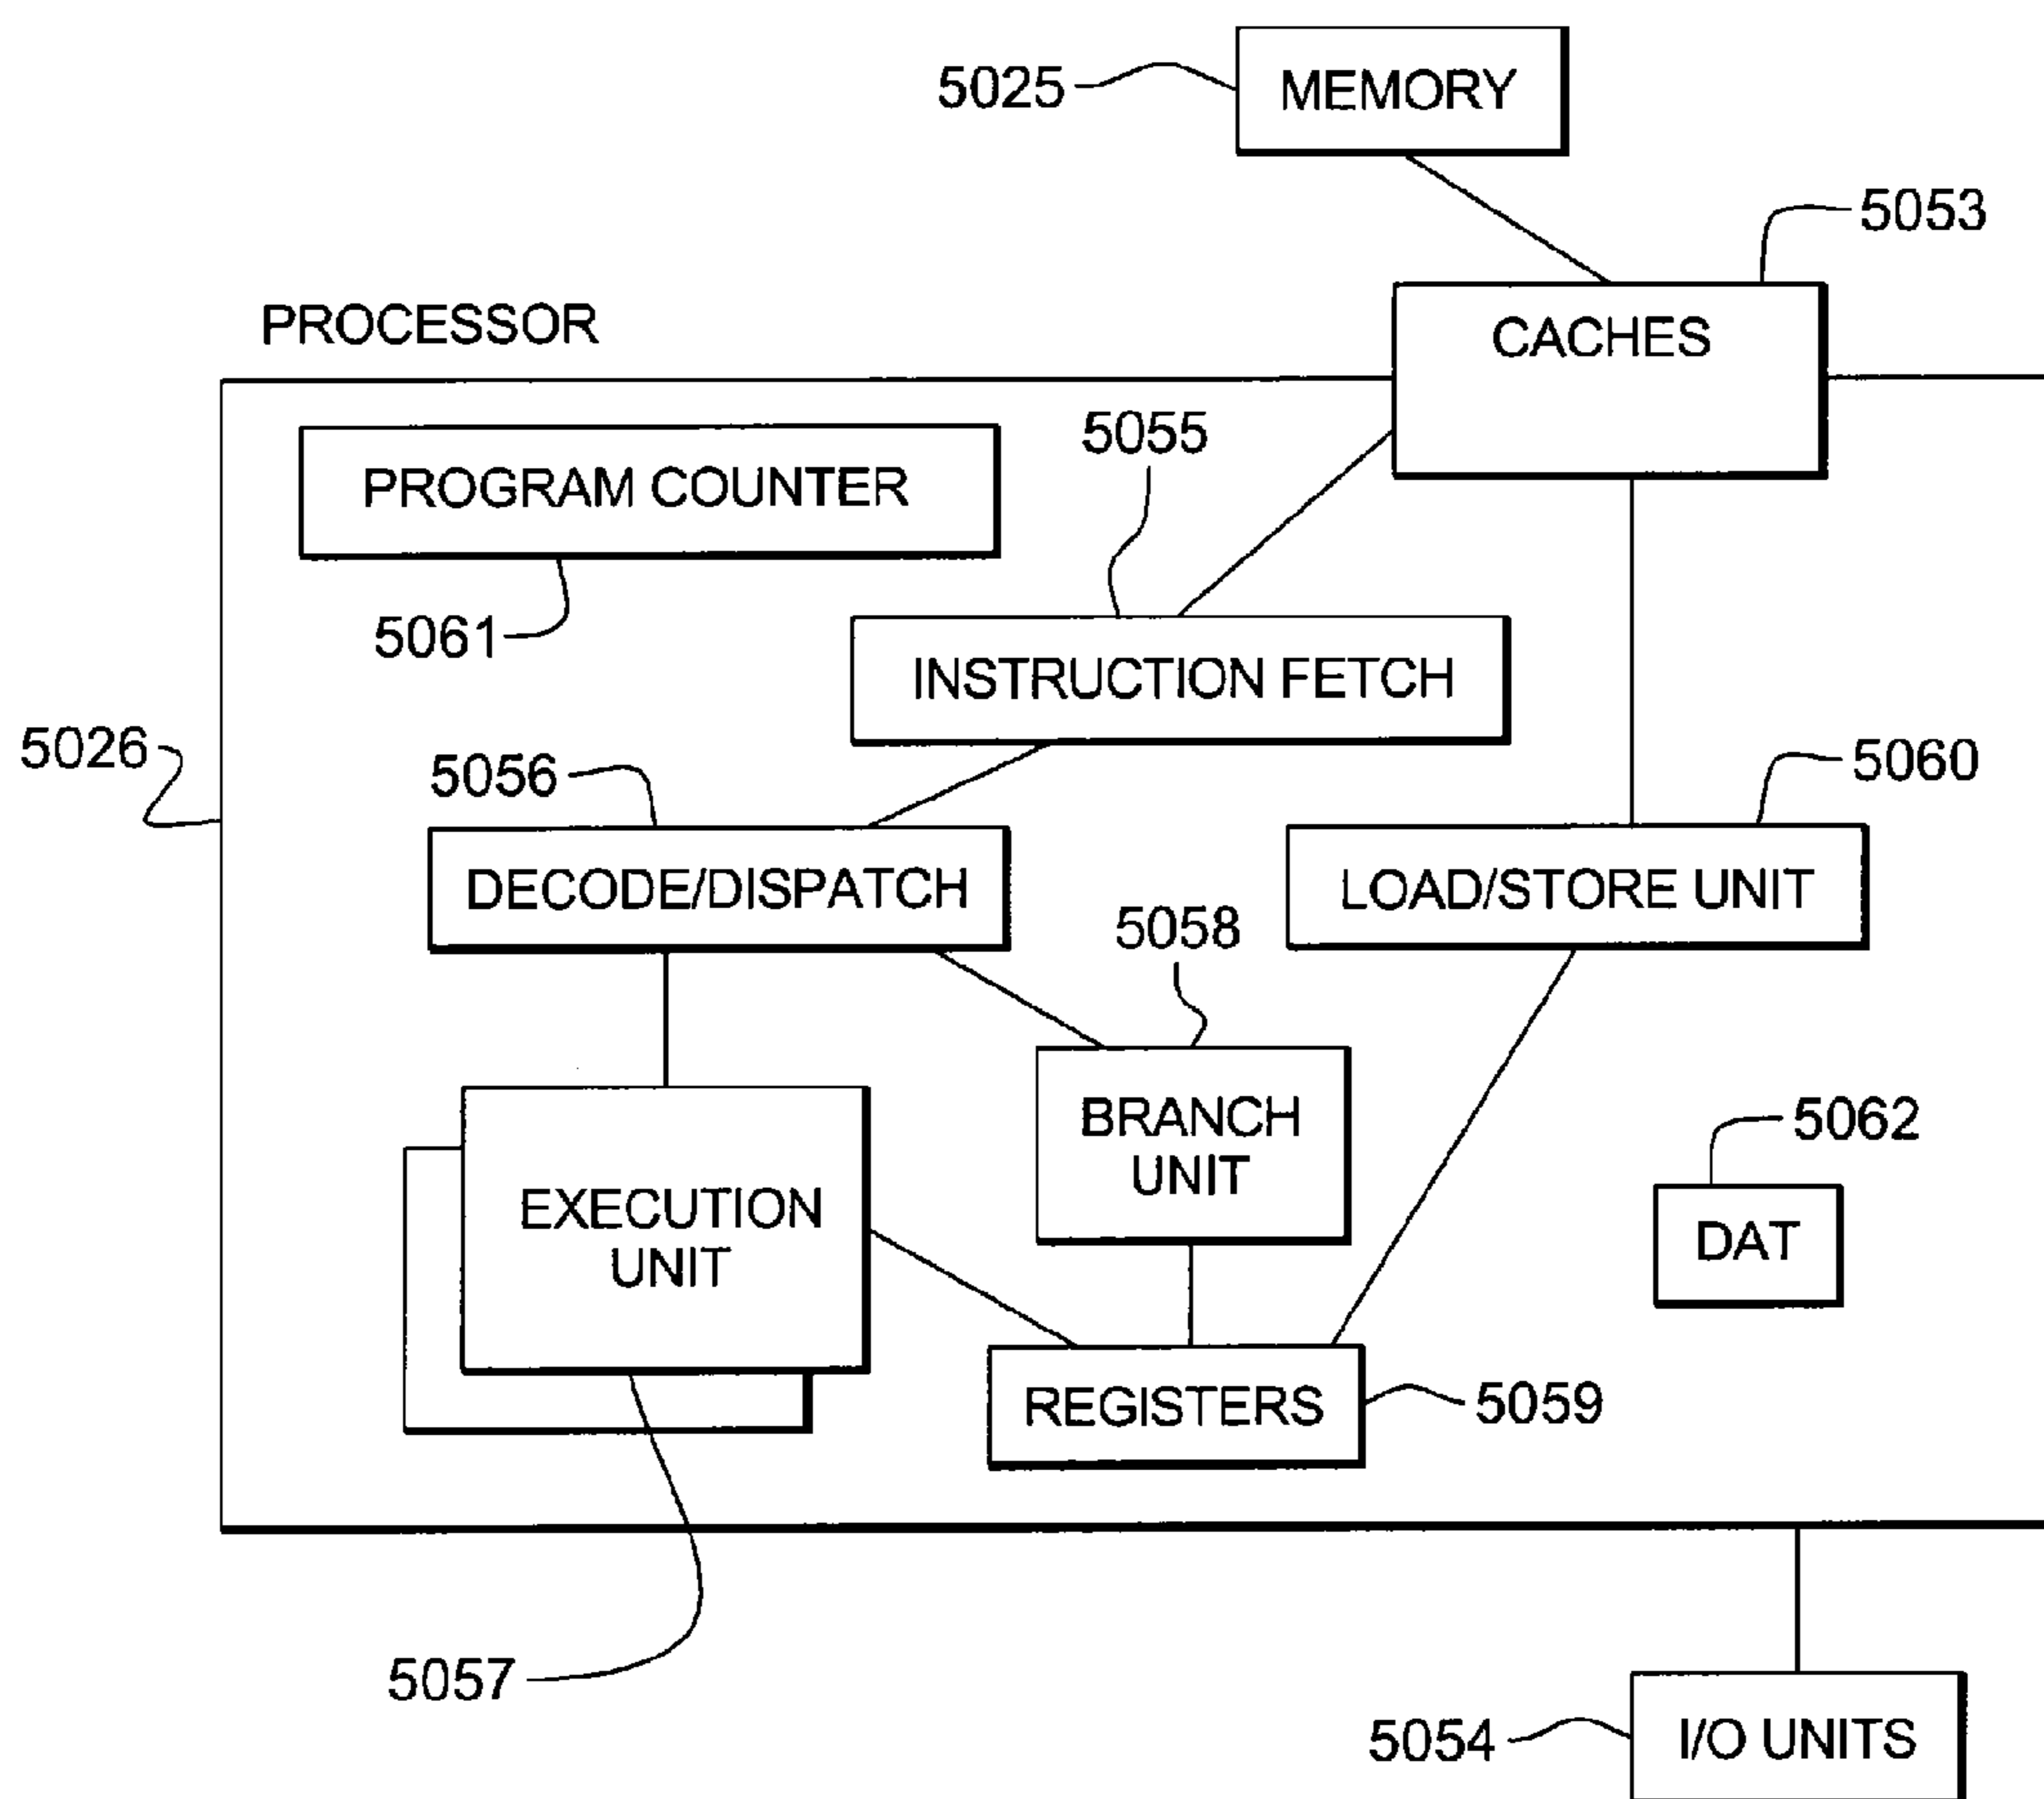 5025
MEMORY
5053
CACHES
PROCESSOR
5055
PROGRAM COUNTER
5061
INSTRUCTION FETCH
5026
5056
5060
DECODE/DISPATCH
LOAD/STORE UNIT
5058
BRANCH
UNIT
5062
EXECUTION
UNIT
DAT
REGISTERS
5059
5057
5054
I/O UNITS